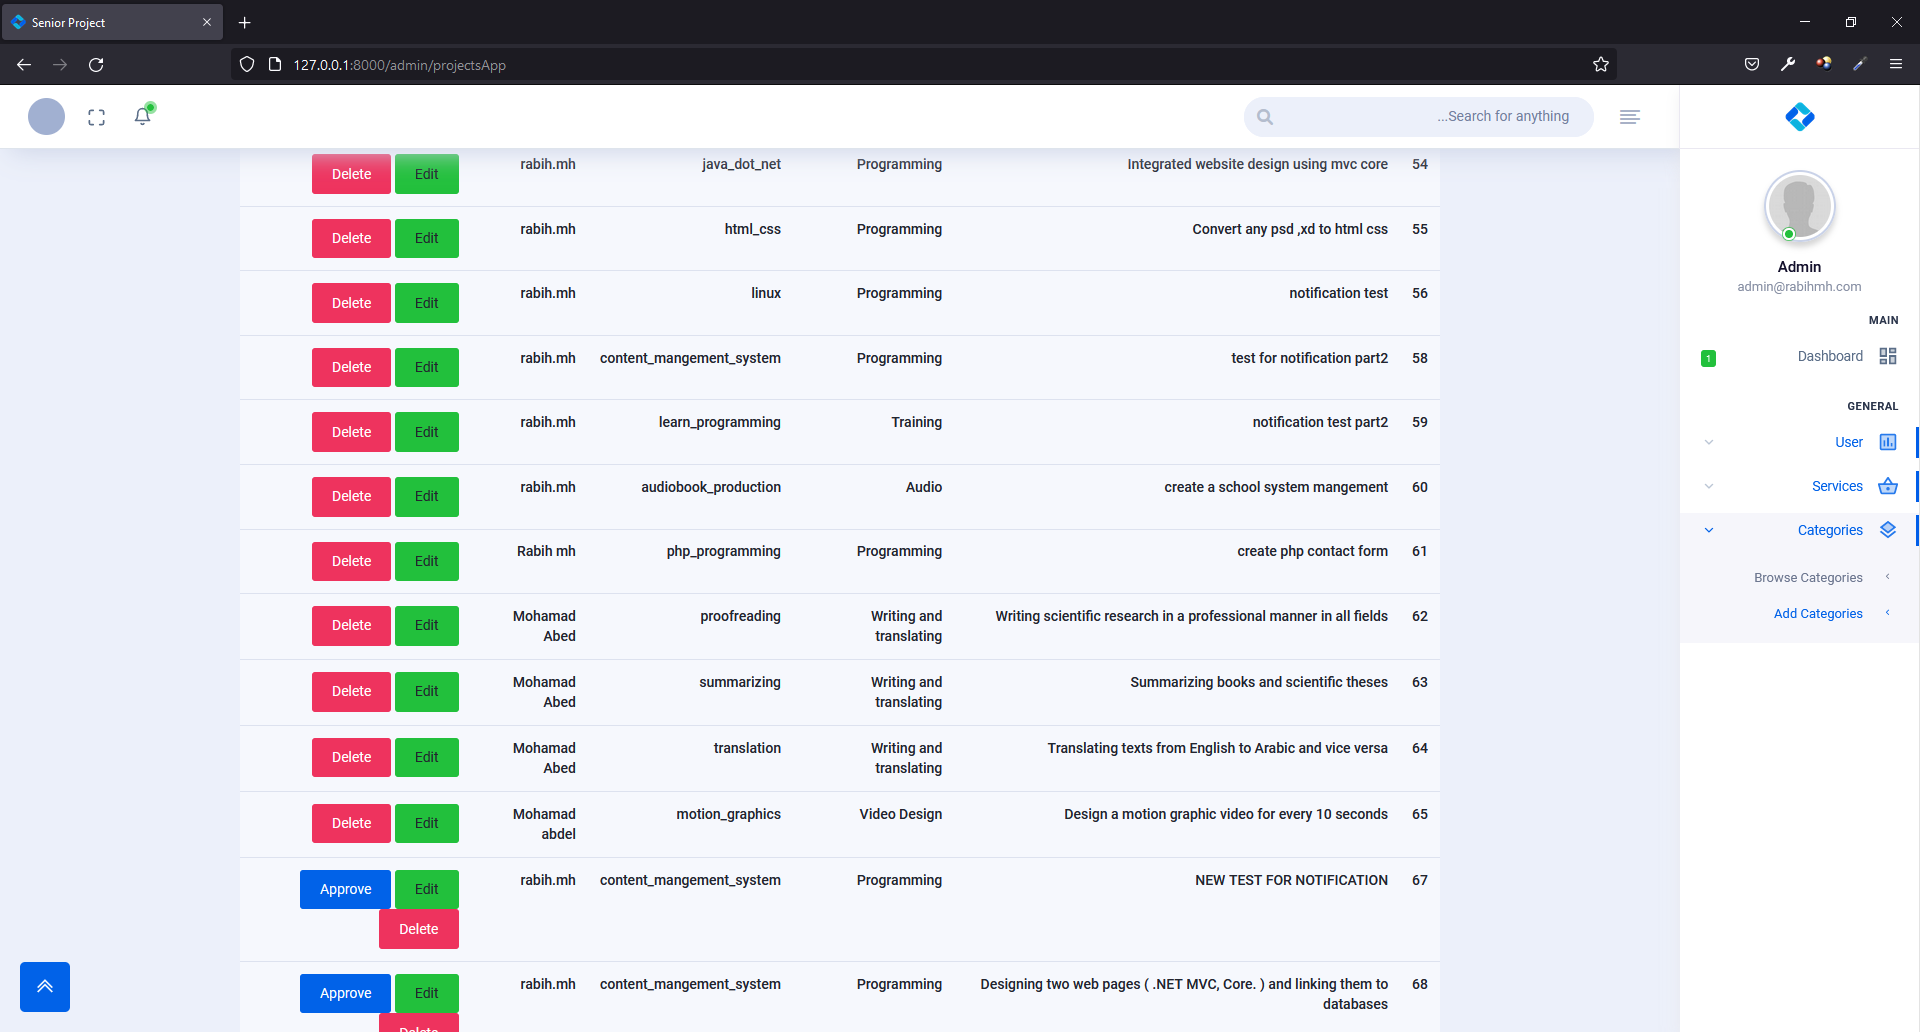 Senior Project
127.0.0.1:8000/admin/projectsApp
...Search for anything
Delete Edit rabih.mh java_dot_net Programming Integrated website design using mvc core 54
Delete Edit rabih.mh html_css Programming Convert any psd ,xd to html css 55
Delete Edit rabih.mh linux Programming notification test 56
Delete Edit rabih.mh content_mangement_system Programming test for notification part2 58
Delete Edit rabih.mh learn_programming Training notification test part2 59
Delete Edit rabih.mh audiobook_production Audio create a school system mangement 60
Delete Edit Rabih mh php_programming Programming create php contact form 61
Delete Edit Mohamad proofreading Writing and Writing scientific research in a professional manner in all fields 62
Abed translating
Delete Edit Mohamad summarizing Writing and Summarizing books and scientific theses 63
Abed translating
Delete Edit Mohamad translation Writing and Translating texts from English to Arabic and vice versa 64
Abed translating
Delete Edit Mohamad motion_graphics Video Design Design a motion graphic video for every 10 seconds 65
abdel
Approve Edit rabih.mh content_mangement_system Programming NEW TEST FOR NOTIFICATION 67
Delete
Approve Edit rabih.mh content_mangement_system Programming Designing two web pages ( .NET MVC, Core. ) and linking them to 68
databases
Delete
Admin
admin@rabihmh.com
MAIN
1 Dashboard
GENERAL
User
Services
Categories
Browse Categories
Add Categories